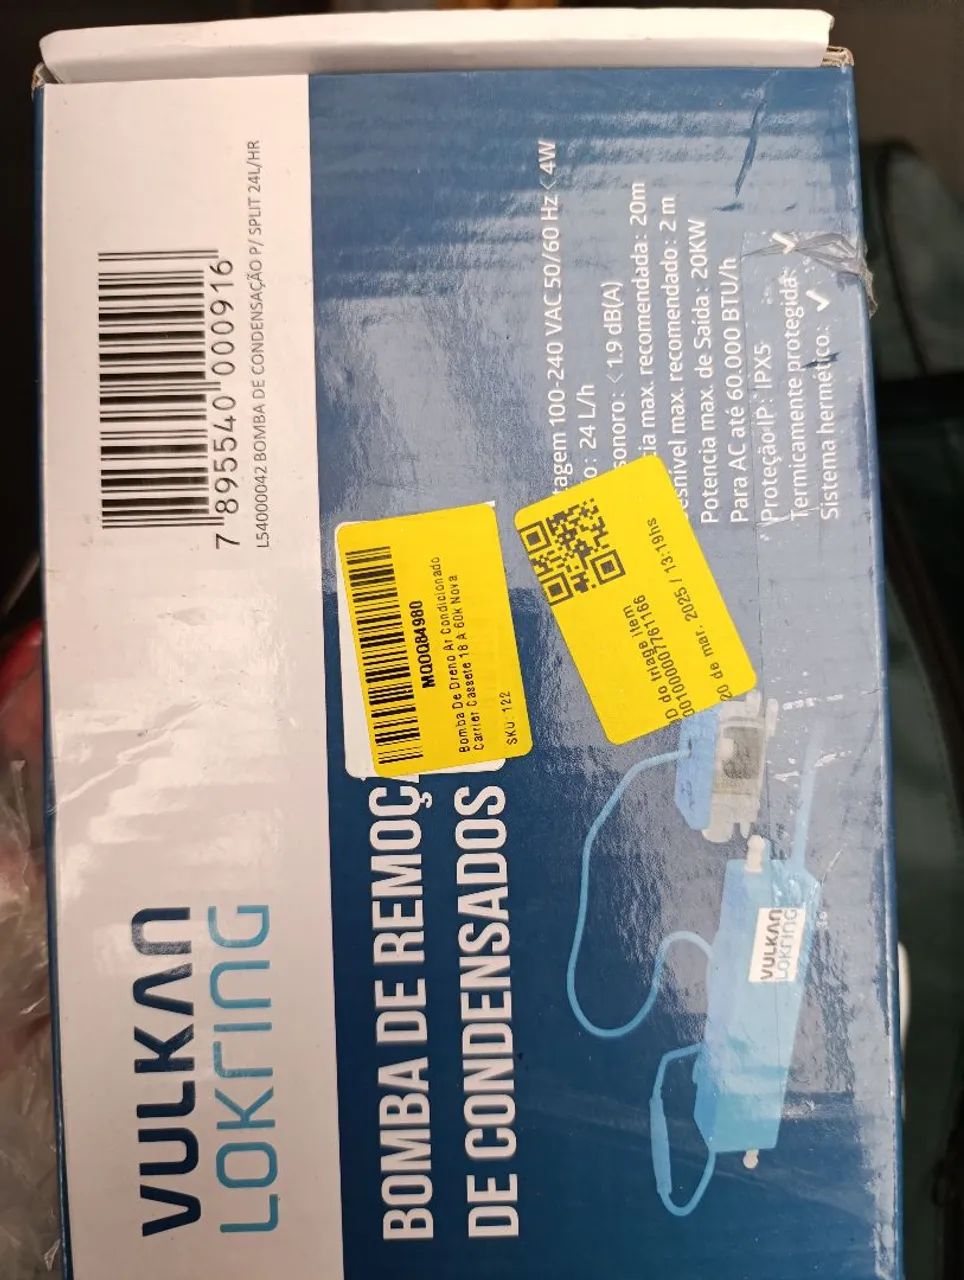 VULKAN
LOKRING
7 895540 000916
L54000042 BOMBA DE CONDENSAÇÃO P/ SPLIT 24L/HR
BOMBA DE REMOÇ
DE CONDENSADOS
MQOQ84980
Bomba De Dreno Ar Condicionado
Carrier Cassete 18 A 60k Nova
SKU: 122
D do triage item
001000007761166
20 de mar. 2025 / 13:19hs
tagem 100-240 VAC 50/60 Hz < 4W
o: 24 L/h
sonoro: < 1.9 dB(A)
cia max. recomendada: 20m
esnível max. recomendado: 2 m
Potencia max. de Saída: 20KW
Para AC até 60.000 BTU/h
Proteção IP: IPX5
Termicamente protegida: ✓
Sistema hermético: ✓
VULKAN
LOKRING